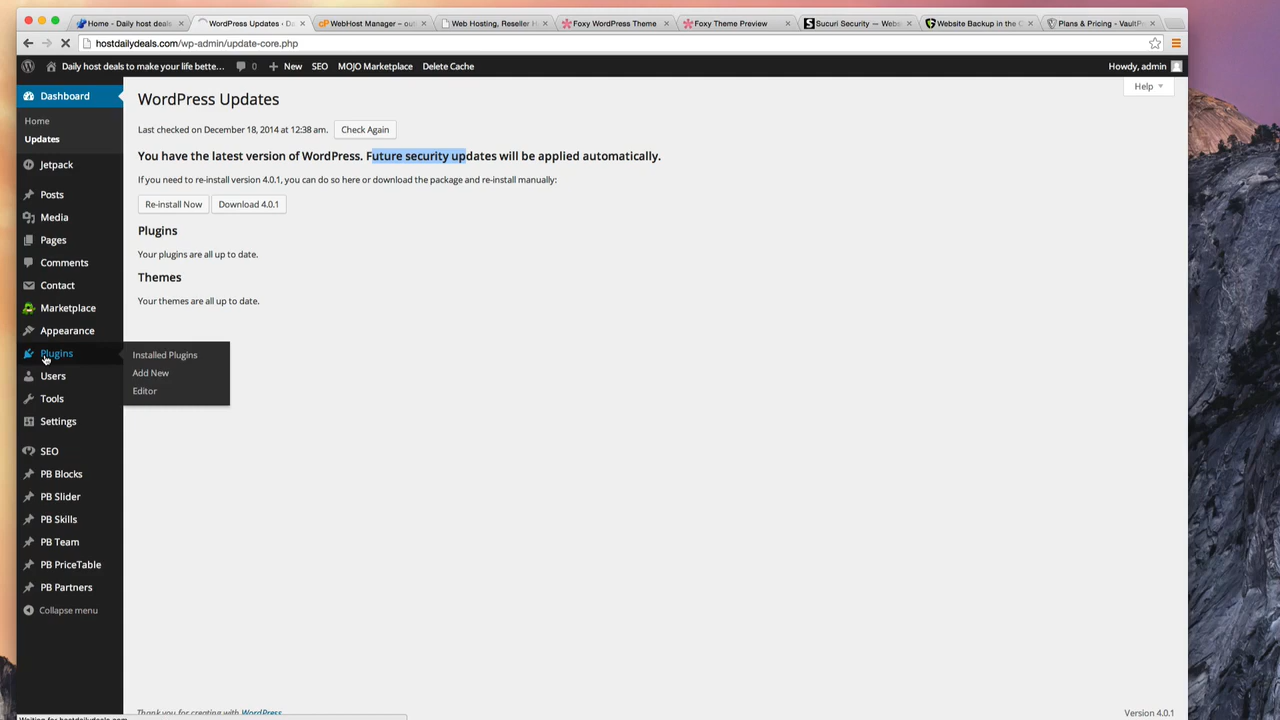 Home - Daily host deals
WordPress Updates ‹ Da
WebHost Manager – out
Web Hosting, Reseller H
Foxy WordPress Theme
Foxy Theme Preview
Sucuri Security — Webs
Website Backup in the C
Plans & Pricing - VaultP
hostdailydeals.com/wp-admin/update-core.php
Daily host deals to make your life bette...
0
New
SEO
MOJO Marketplace
Delete Cache
Howdy, admin
Dashboard
Home
Updates
Jetpack
Posts
Media
Pages
Comments
Contact
Marketplace
Appearance
Plugins
Installed Plugins
Add New
Editor
Users
Tools
Settings
SEO
PB Blocks
PB Slider
PB Skills
PB Team
PB PriceTable
PB Partners
Collapse menu
Help
WordPress Updates
Last checked on December 18, 2014 at 12:38 am.
Check Again
You have the latest version of WordPress. Future security updates will be applied automatically.
If you need to re-install version 4.0.1, you can do so here or download the package and re-install manually:
Re-install Now
Download 4.0.1
Plugins
Your plugins are all up to date.
Themes
Your themes are all up to date.
Thank you for creating with WordPress.
Version 4.0.1
Waiting for hostdailydeals.com